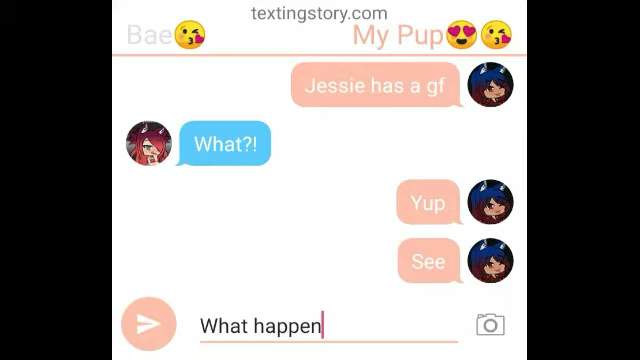 textingstory.com
Bae😘 My Pup😍😘
Jessie has a gf
What?!
Yup
See
What happen